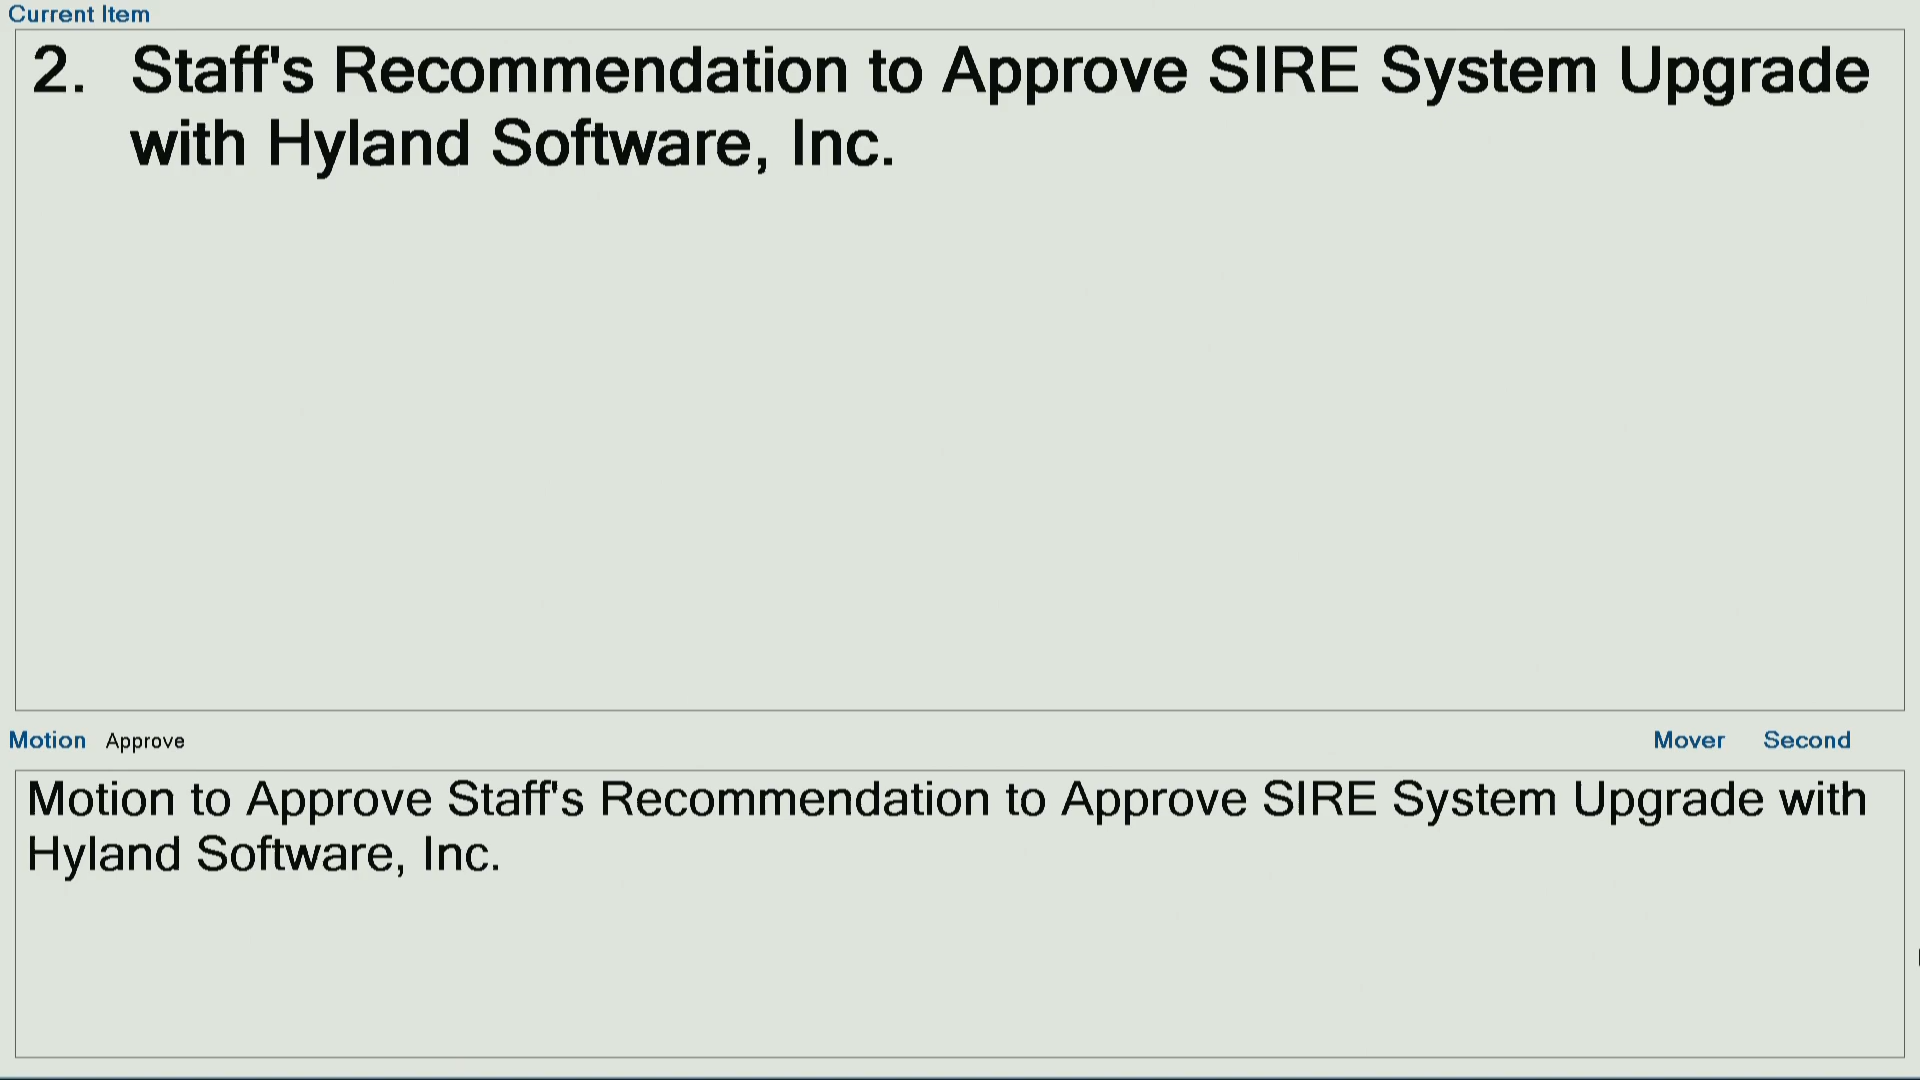 Current Item
2. Staff's Recommendation to Approve SIRE System Upgrade
with Hyland Software, Inc.
Motion Approve Mover Second
Motion to Approve Staff's Recommendation to Approve SIRE System Upgrade with
Hyland Software, Inc.